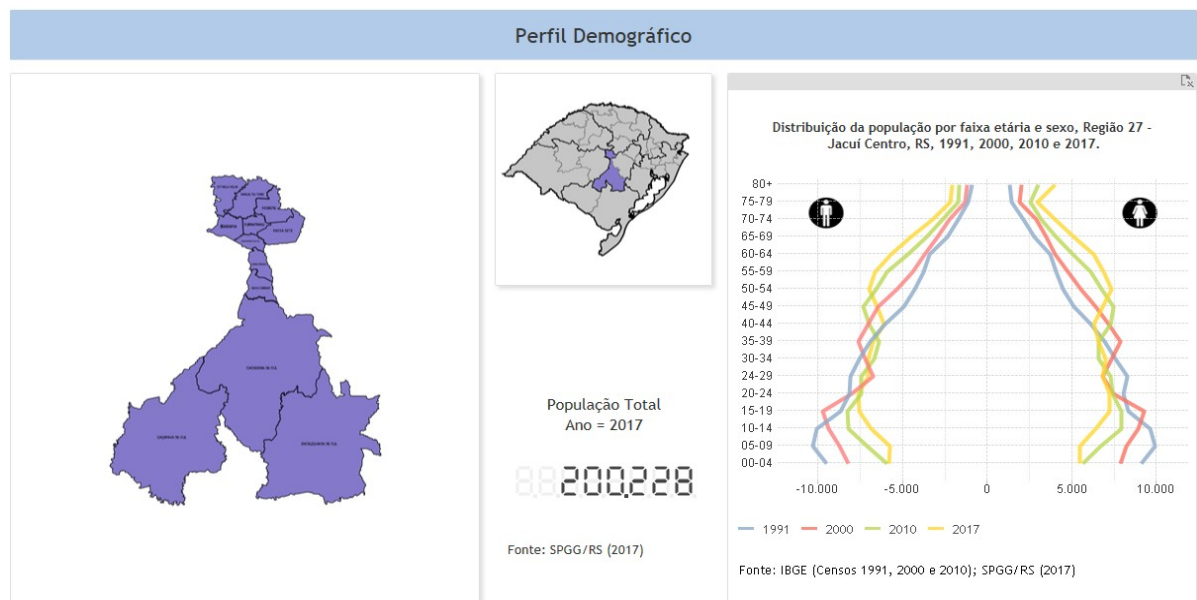 Perfil Demográfico
População Total
Ano = 2017
200.228
Fonte: SPGG/RS (2017)
Distribuição da população por faixa etária e sexo, Região 27 -
Jacuí Centro, RS, 1991, 2000, 2010 e 2017.
80+
75-79
70-74
65-69
60-64
55-59
50-54
45-49
40-44
35-39
30-34
24-29
20-24
15-19
10-14
05-09
00-04
-10.000 -5.000 0 5.000 10.000
1991 2000 2010 2017
Fonte: IBGE (Censos 1991, 2000 e 2010); SPGG/RS (2017)